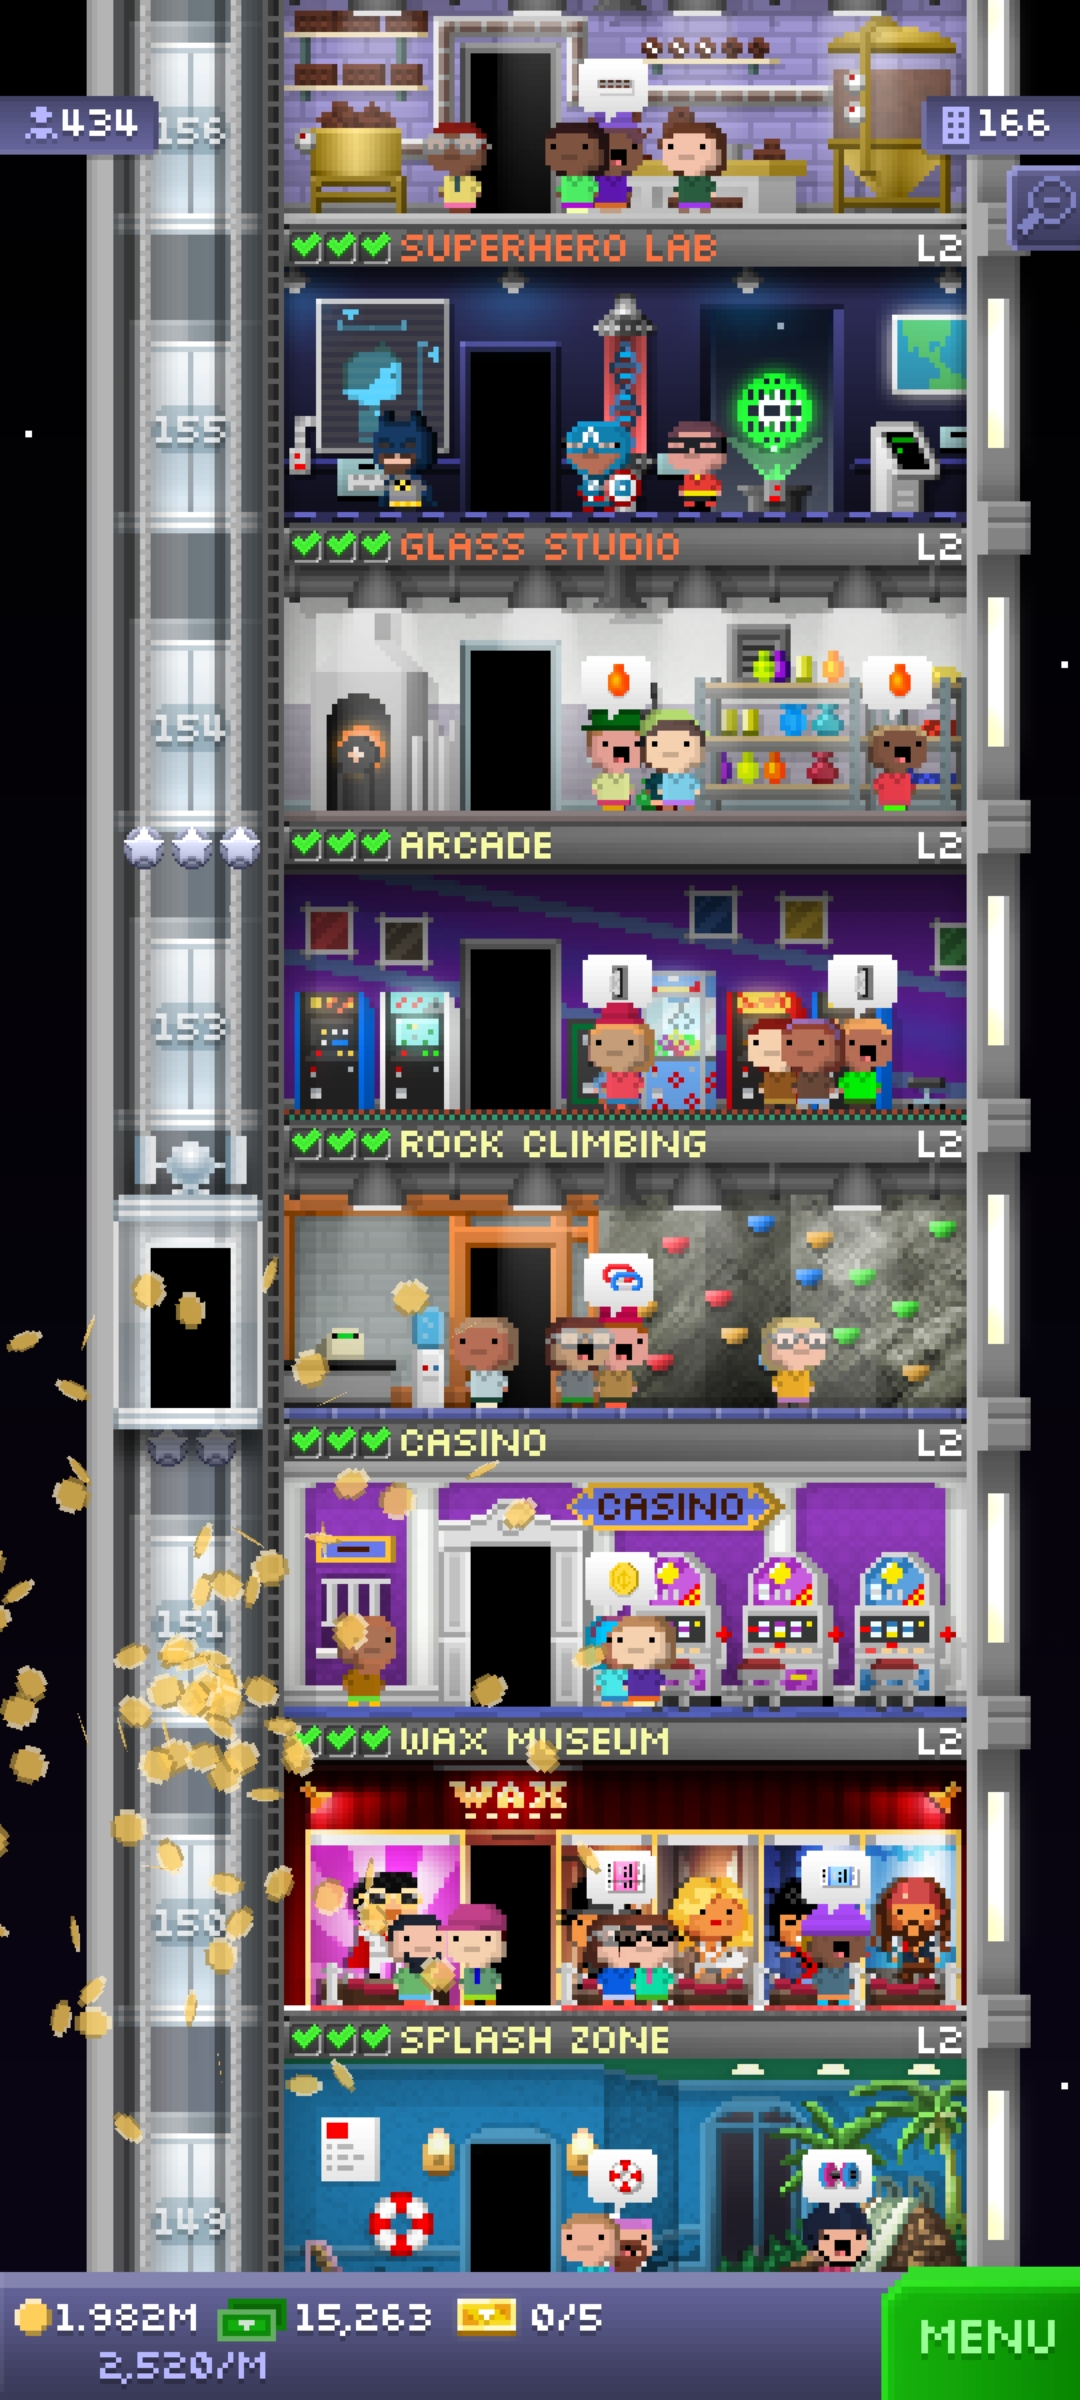 434
156
166
SUPERHERO LAB L2
155
GLASS STUDIO L2
154
ARCADE L2
153
ROCK CLIMBING L2
CASINO L2
CASINO
151
WAX MUSEUM L2
WAX
150
SPLASH ZONE L2
149
1.982M 15,263 0/5
2,520/M
MENU